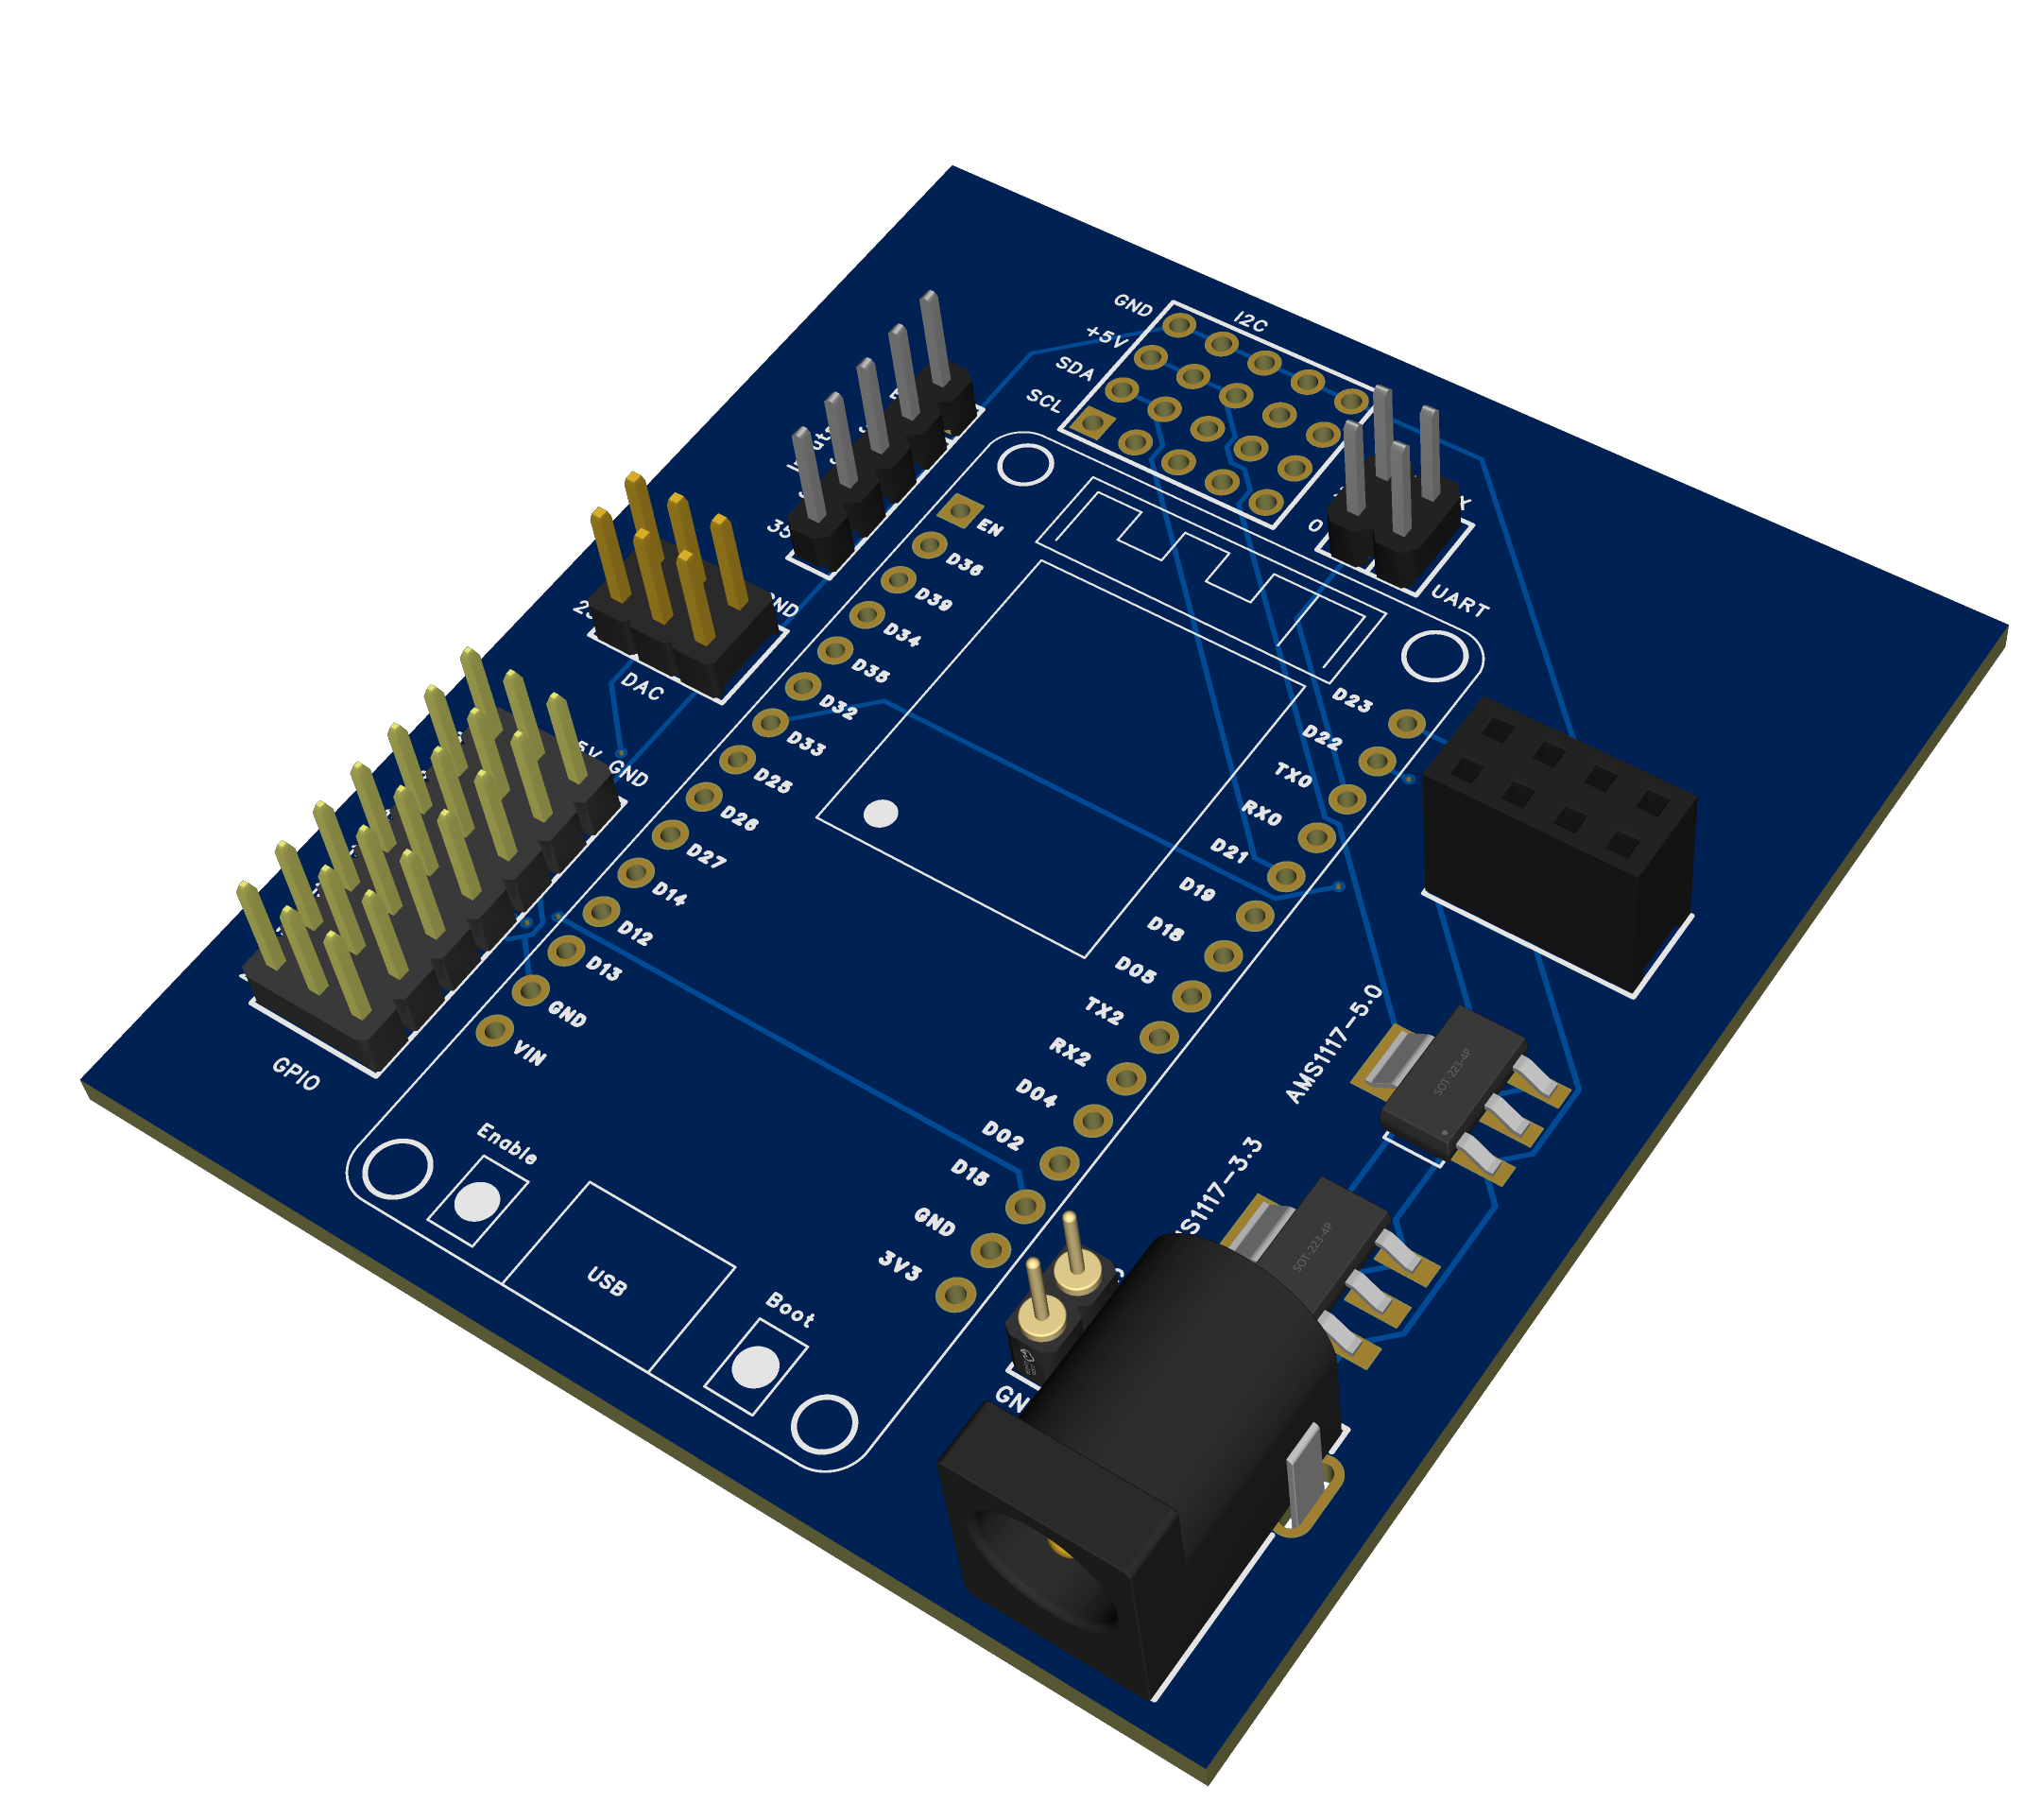 GND
I2C
+5V
SDA
SCL
EN
D36
D39
D34
D35
D32
D33
D25
D26
D27
D14
D12
D13
GND
VIN
UART
0
35
DAC
GND
GPIO
D23
D22
TX0
RX0
D21
D19
D18
D05
TX2
RX2
D04
D02
D15
GND
3V3
AMS1117-5.0
SOT-223-4P
SOT-223-4P
Enable
USB
Boot